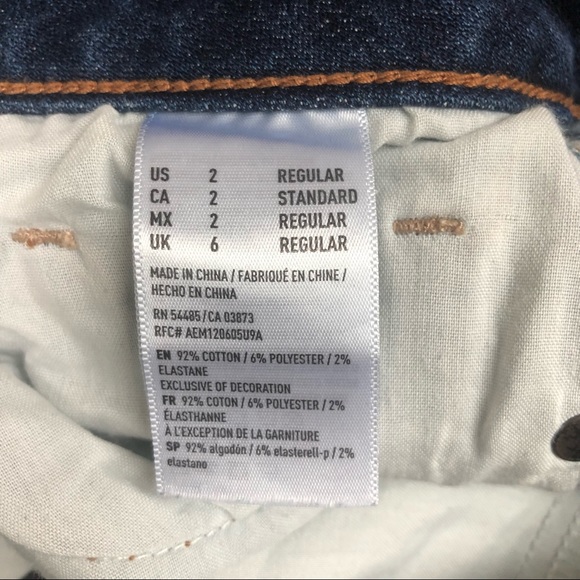 US 2 REGULAR
CA 2 STANDARD
MX 2 REGULAR
UK 6 REGULAR
MADE IN CHINA / FABRIQUÉ EN CHINE /
HECHO EN CHINA
RN 54485/CA 03873
RFC# AEM120605U9A
EN 92% COTTON / 6% POLYESTER / 2%
ELASTANE
EXCLUSIVE OF DECORATION
FR 92% COTON / 6% POLYESTER / 2%
ÉLASTHANNE
À L'EXCEPTION DE LA GARNITURE
SP 92% algodón / 6% elasterell-p / 2%
elastano